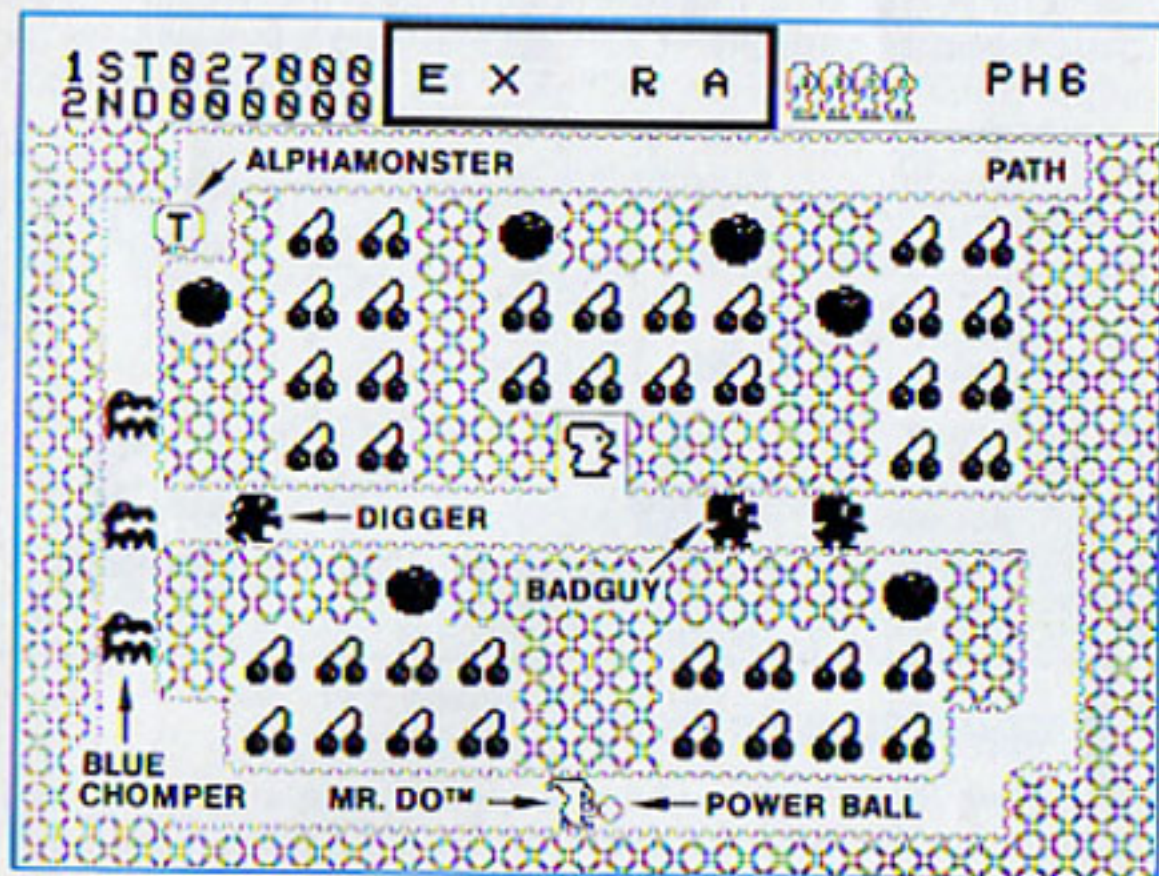 1ST027000
2ND000000
E X R A
PH6
ALPHAMONSTER
PATH
T
DIGGER
BADGUY
BLUE
CHOMPER
MR. DO™
POWER BALL